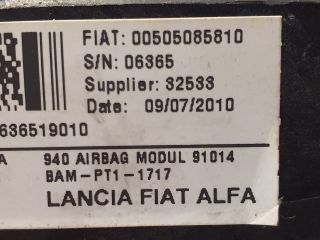 FIAT: 00505085810
S/N: 06365
Supplier: 32533
Date: 09/07/2010
636519010
A 940 AIRBAG MODUL 91014
BAM-PT1-1717
LANCIA FIAT ALFA